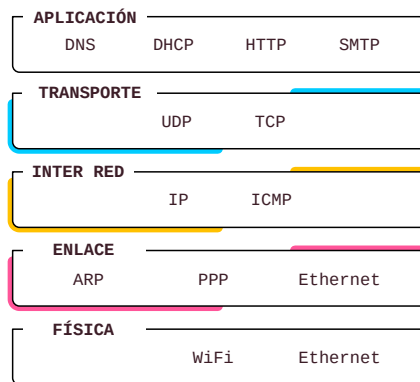 APLICACIÓN
DNS DHCP HTTP SMTP
TRANSPORTE
UDP TCP
INTER RED
IP ICMP
ENLACE
ARP PPP Ethernet
FÍSICA
WiFi Ethernet